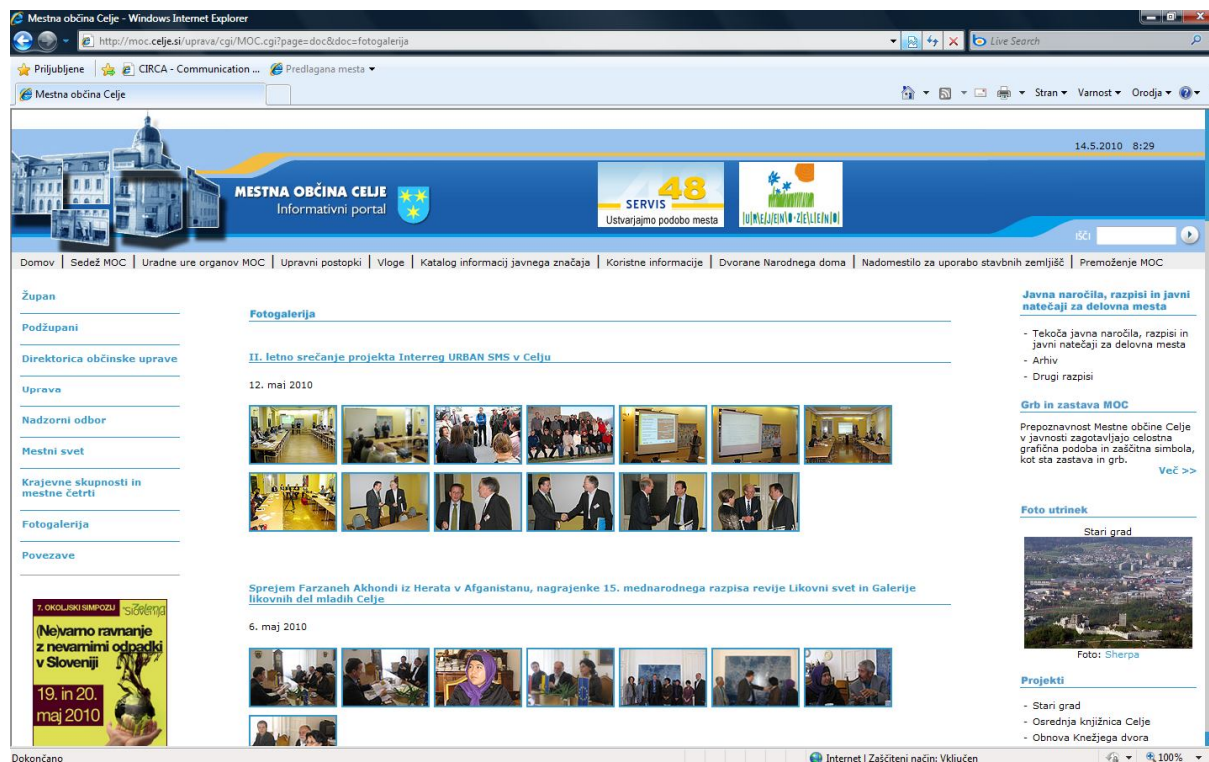 Mestna občina Celje - Windows Internet Explorer
http://moc.celje.si/uprava/cgi/MOC.cgi?page=doc&doc=fotogalerija
Live Search
Priljubljene
CIRCA - Communication ...
Predlagana mesta
Mestna občina Celje
Stran
Varnost
Orodja
14.5.2010 8:29
MESTNA OBČINA CELJE
Informativni portal
48
SERVIS
Ustvarjajmo podobo mesta
IŠČI
Domov | Sedež MOC | Uradne ure organov MOC | Upravni postopki | Vloge | Katalog informacij javnega značaja | Koristne informacije | Dvorane Narodnega doma | Nadomestilo za uporabo stavbnih zemljišč | Premoženje MOC
Župan
Podžupani
Direktorica občinske uprave
Uprava
Nadzorni odbor
Mestni svet
Krajevne skupnosti in
mestne četrti
Fotogalerija
Povezave
7. OKOLJSKI SIMPOZIJ
zelena
slovenija
(Ne)varno ravnanje
z nevarnimi odpadki
v Sloveniji
19. in 20.
maj 2010
Fotogalerija
II. letno srečanje projekta Interreg URBAN SMS v Celju
12. maj 2010
Sprejem Farzaneh Akhondi iz Herata v Afganistanu, nagrajenke 15. mednarodnega razpisa revije Likovni svet in Galerije
likovnih del mladih Celje
6. maj 2010
Javna naročila, razpisi in javni
natečaji za delovna mesta
- Tekoča javna naročila, razpisi in
javni natečaji za delovna mesta
- Arhiv
- Drugi razpisi
Grb in zastava MOC
Prepoznavnost Mestne občine Celje
v javnosti zagotavljajo celostna
grafična podoba in zaščitna simbola,
kot sta zastava in grb.
Več >>
Foto utrinek
Stari grad
Foto: Sherpa
Projekti
- Stari grad
- Osrednja knjižnica Celje
- Obnova Knežjega dvora
Dokončano
Internet | Zaščiteni način: Vključen
100%